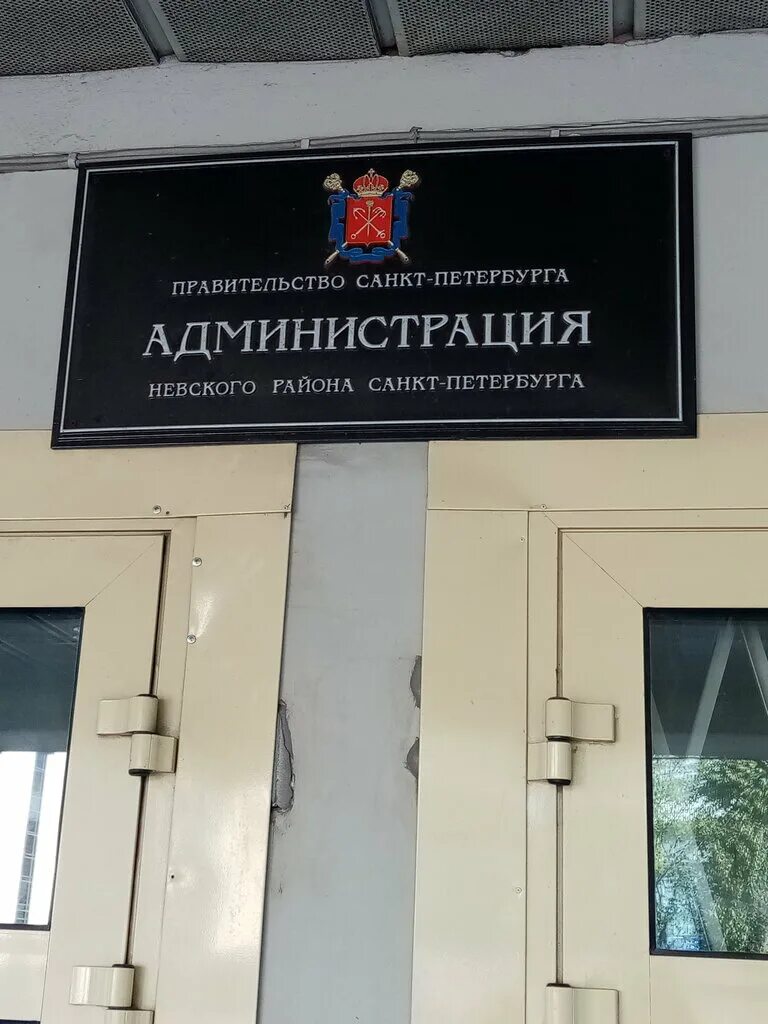 ПРАВИТЕЛЬСТВО САНКТ-ПЕТЕРБУРГА
АДМИНИСТРАЦИЯ
НЕВСКОГО РАЙОНА САНКТ-ПЕТЕРБУРГА